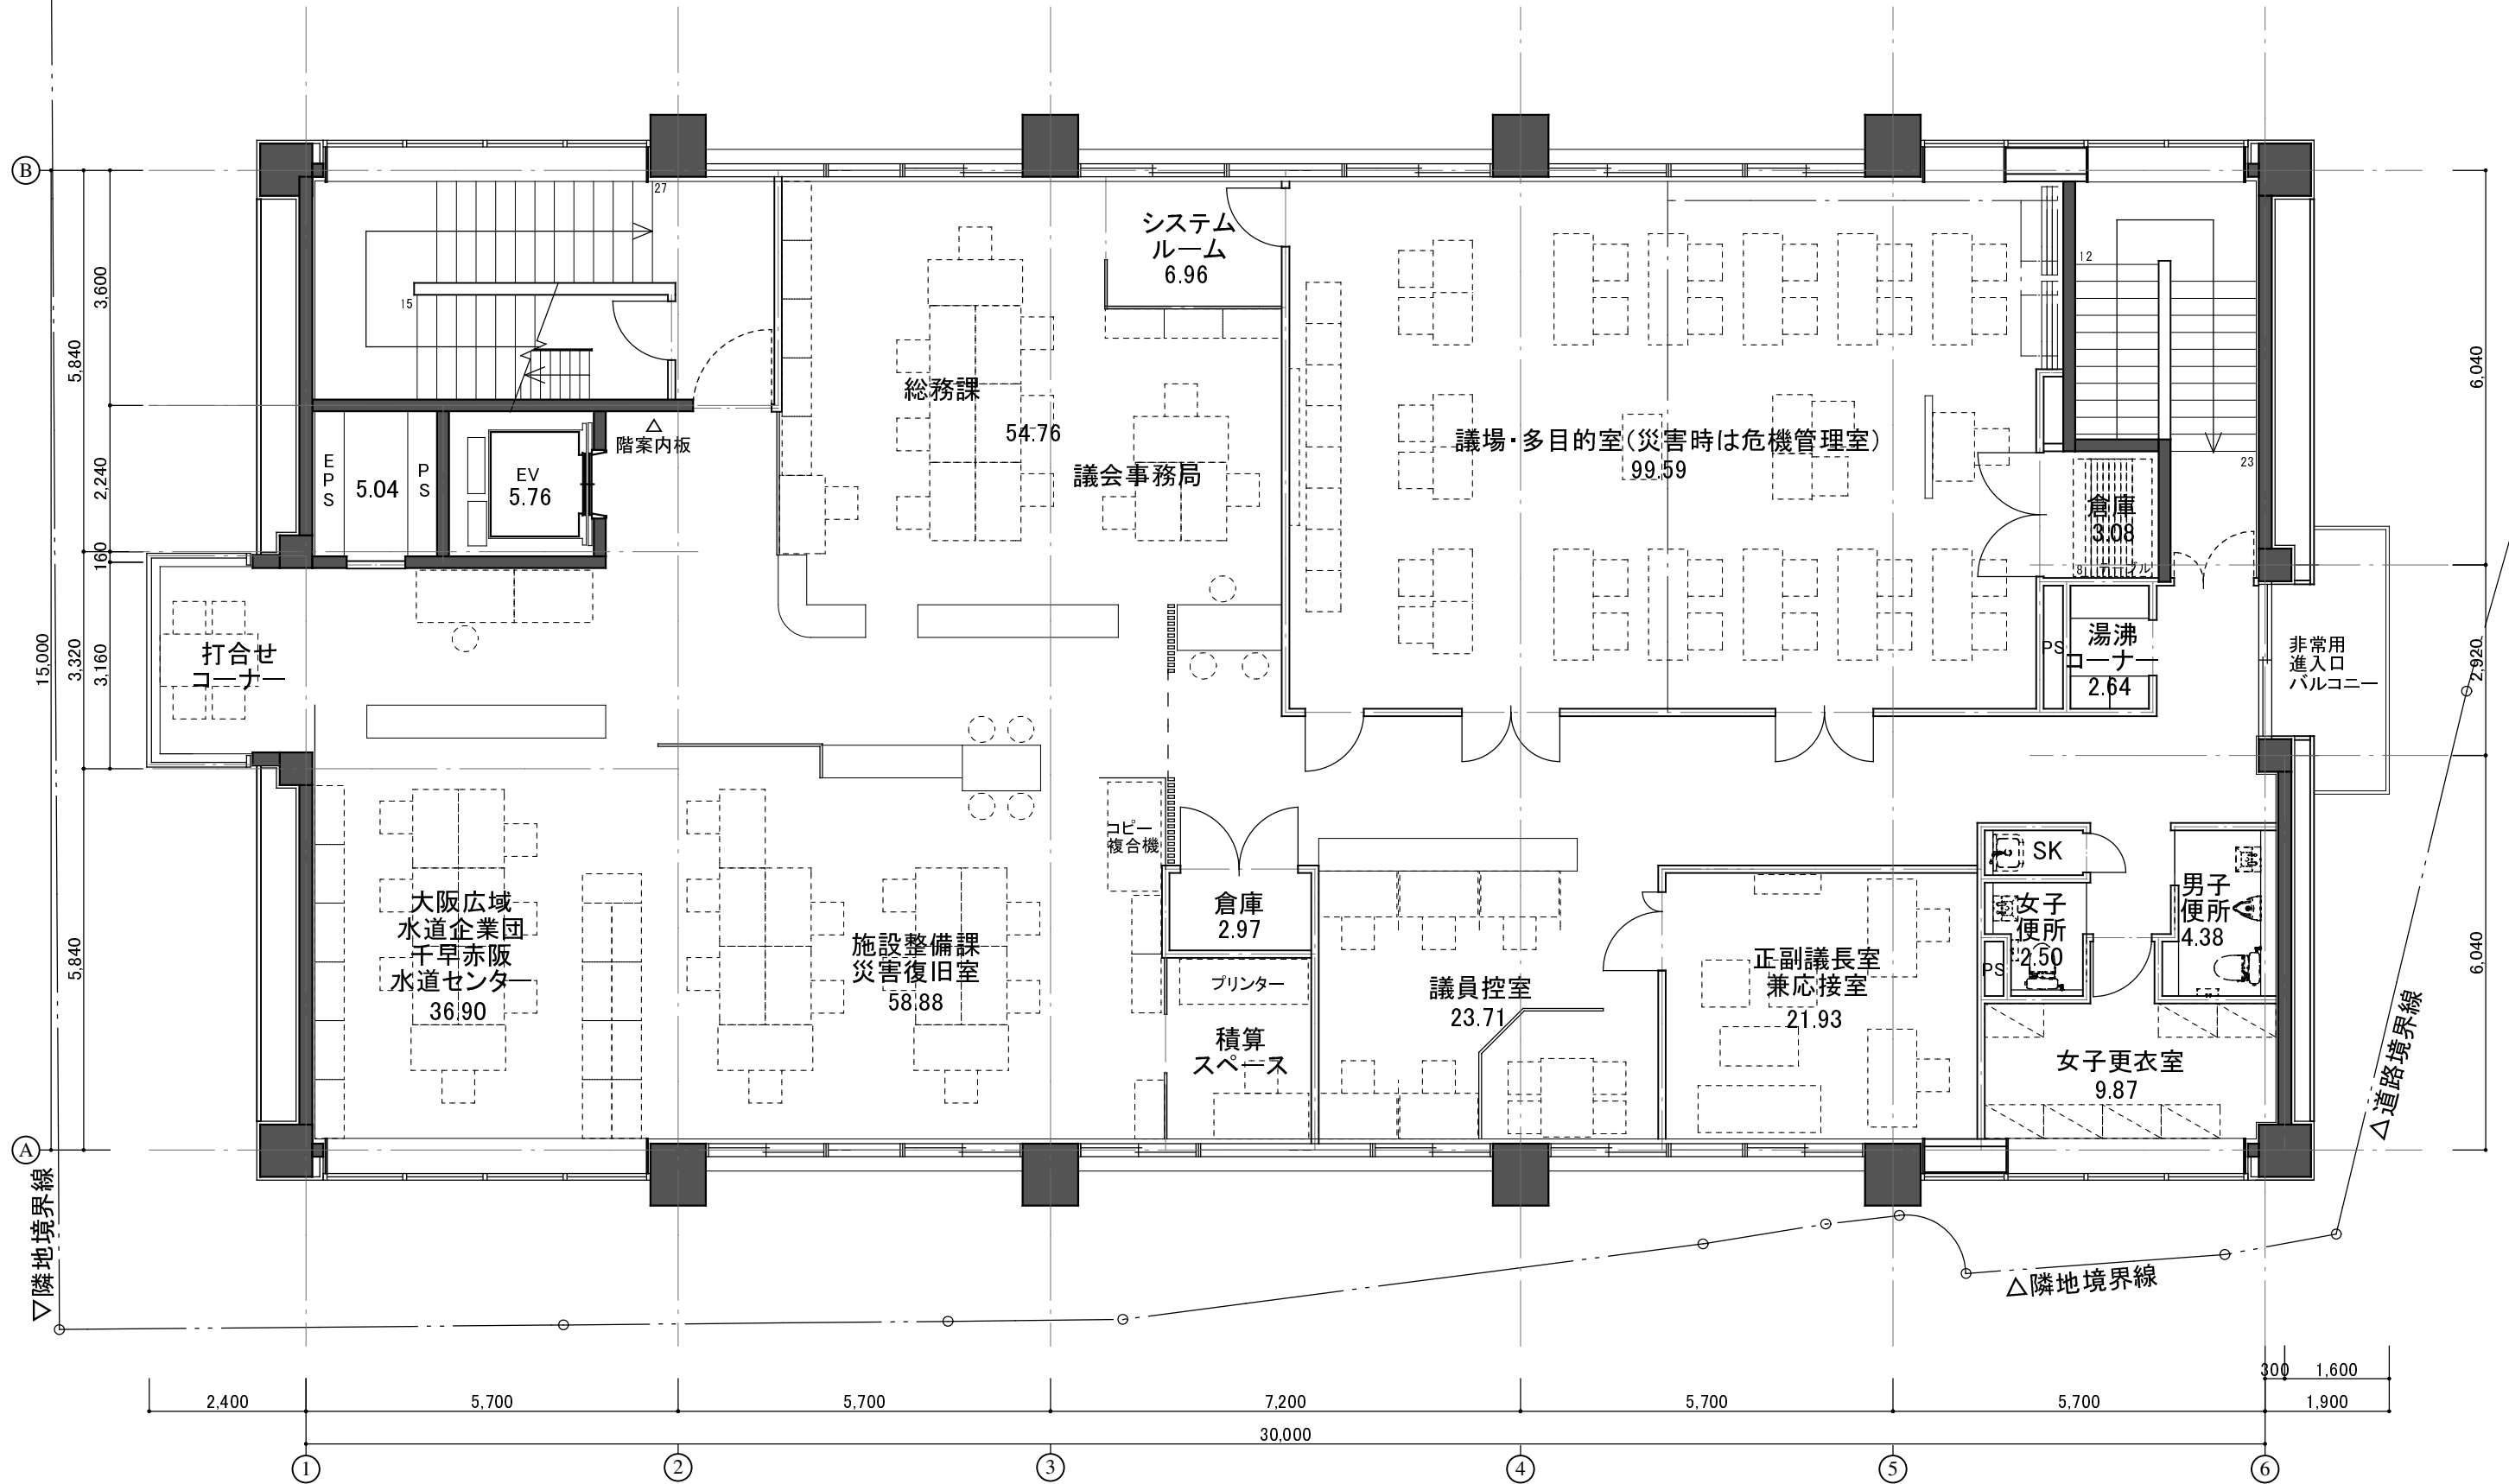 B
27
システム
ルーム
6.96
15
12
3,600
5,840
6,040
総務課
54.76
議会事務局
議場・多目的室(災害時は危機管理室)
99.59
△
階案内板
EPS
5.04
PS
EV
5.76
2,240
23
倉庫
3.08
8 テーブル
160
15,000
3,320
3,160
打合せ
コーナー
PS
湯沸
コーナー
2.64
非常用
進入口
バルコニー
2,920
コピー
複合機
SK
大阪広域
水道企業団
千早赤阪
水道センター
36.90
施設整備課
災害復旧室
58.88
倉庫
2.97
プリンター
積算
スペース
議員控室
23.71
正副議長室
兼応接室
21.93
女子
便所
2.50
PS
男子
便所
4.38
女子更衣室
9.87
5,840
6,040
A
▽隣地境界線
△道路境界線
△隣地境界線
300
1,600
2,400
5,700
5,700
7,200
5,700
5,700
1,900
30,000
1
2
3
4
5
6